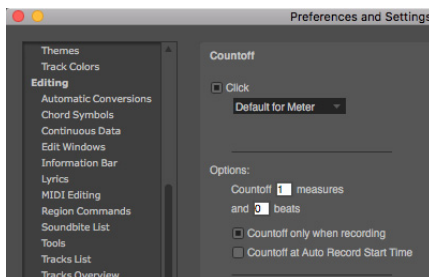 Preferences and Settings
Themes
Track Colors
Editing
Automatic Conversions
Chord Symbols
Continuous Data
Edit Windows
Information Bar
Lyrics
MIDI Editing
Region Commands
Soundbite List
Tools
Tracks List
Tracks Overview
Countoff
Click
Default for Meter
Options:
Countoff 1 measures
and 0 beats
Countoff only when recording
Countoff at Auto Record Start Time